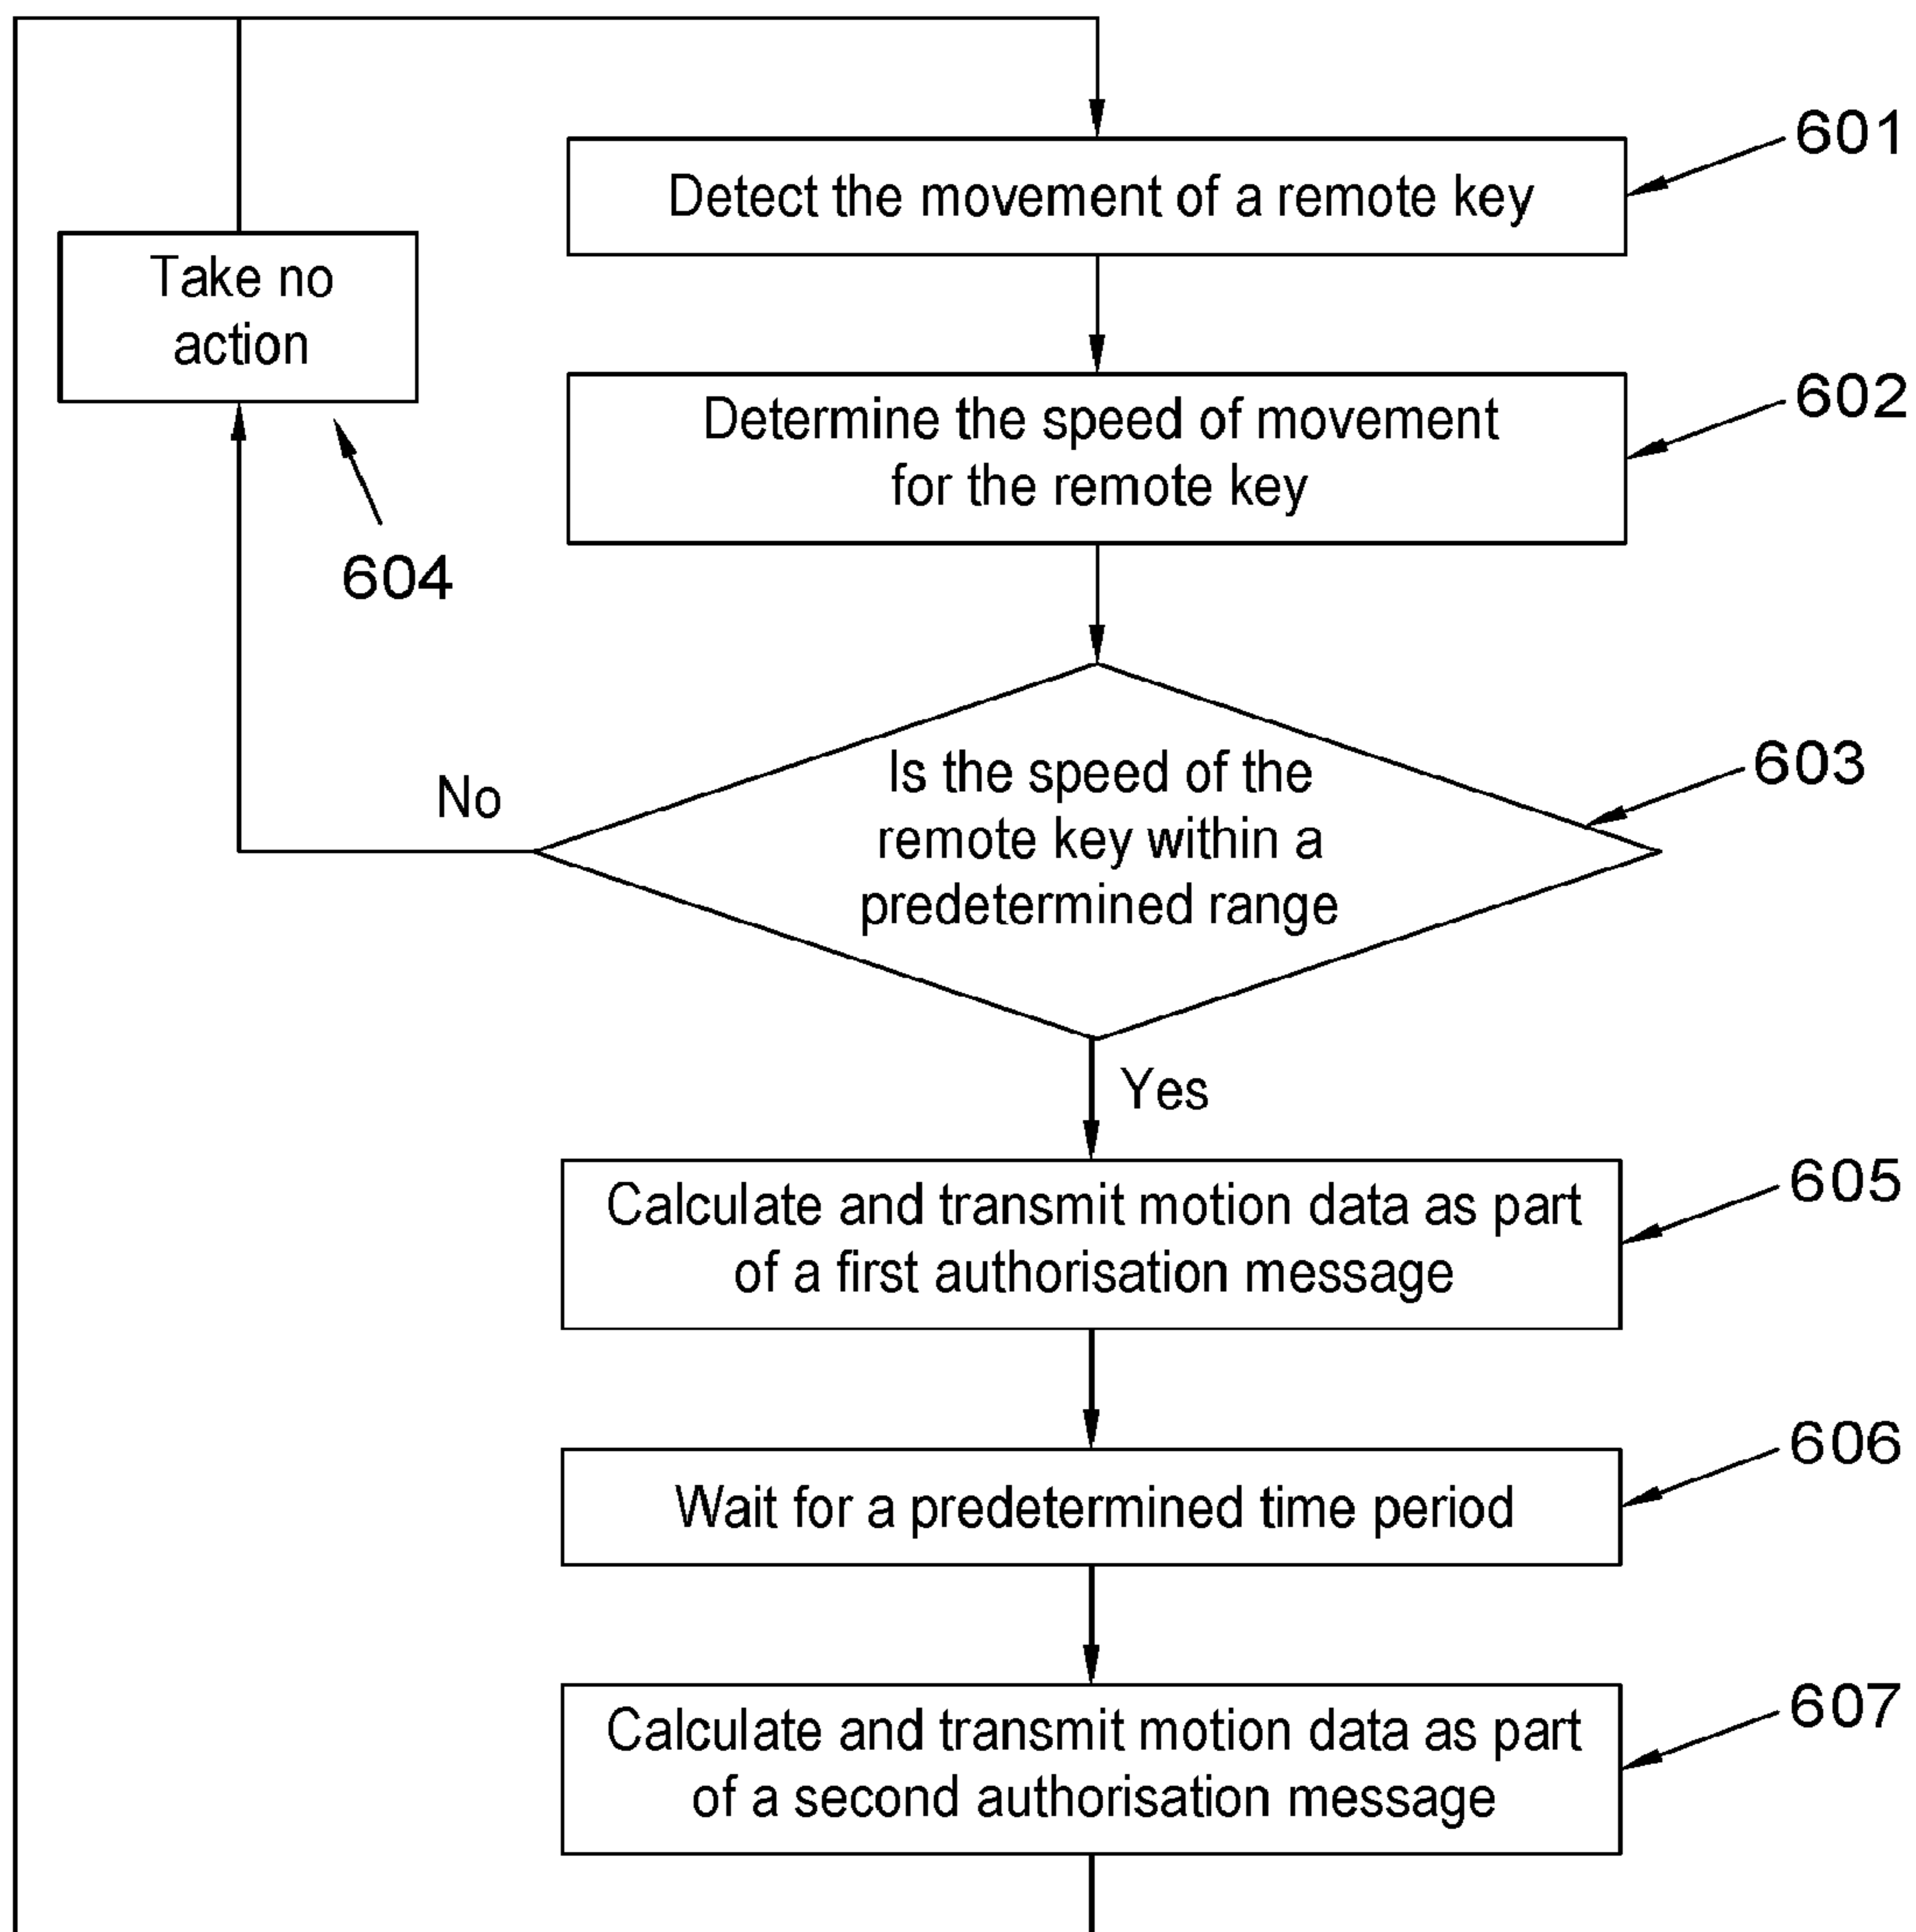 Detect the movement of a remote key
601
Take no
action
604
Determine the speed of movement
for the remote key
602
Is the speed of the
remote key within a
predetermined range
603
No
Yes
Calculate and transmit motion data as part
of a first authorisation message
605
Wait for a predetermined time period
606
Calculate and transmit motion data as part
of a second authorisation message
607